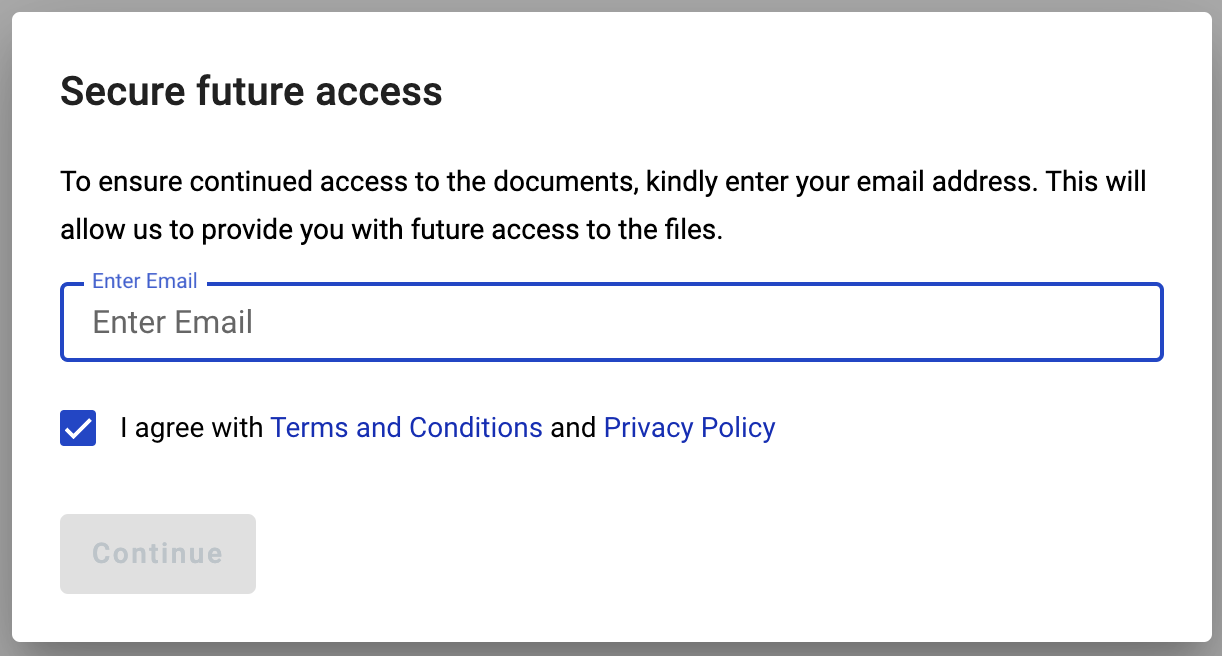 Secure future access
To ensure continued access to the documents, kindly enter your email address. This will
allow us to provide you with future access to the files.
Enter Email
Enter Email
I agree with Terms and Conditions and Privacy Policy
Continue